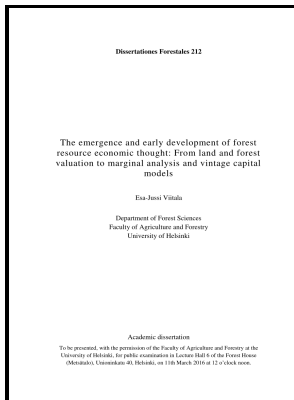 Dissertationes Forestales 212
The emergence and early development of forest
resource economic thought: From land and forest
valuation to marginal analysis and vintage capital
models
Esa-Jussi Viitala
Department of Forest Sciences
Faculty of Agriculture and Forestry
University of Helsinki
Academic dissertation
To be presented, with the permission of the Faculty of Agriculture and Forestry at the
University of Helsinki, for public examination in Lecture Hall 6 of the Forest House
(Metsätalo), Unioninkatu 40, Helsinki, on 11th March 2016 at 12 o'clock noon.